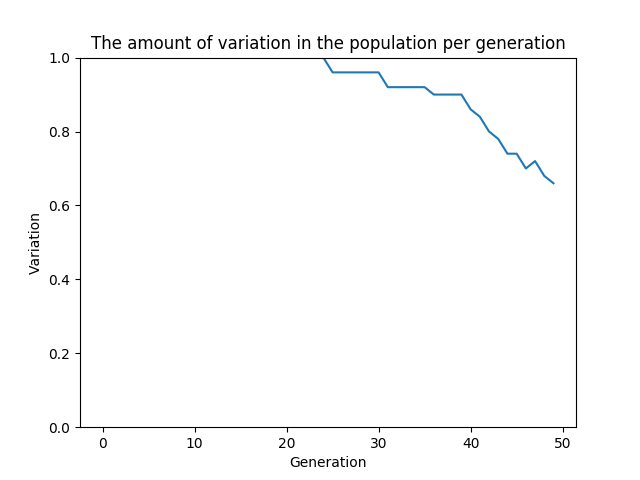 The amount of variation in the population per generation
1.0
0.8
0.6
0.4
0.2
0.0
Variation
0 10 20 30 40 50
Generation